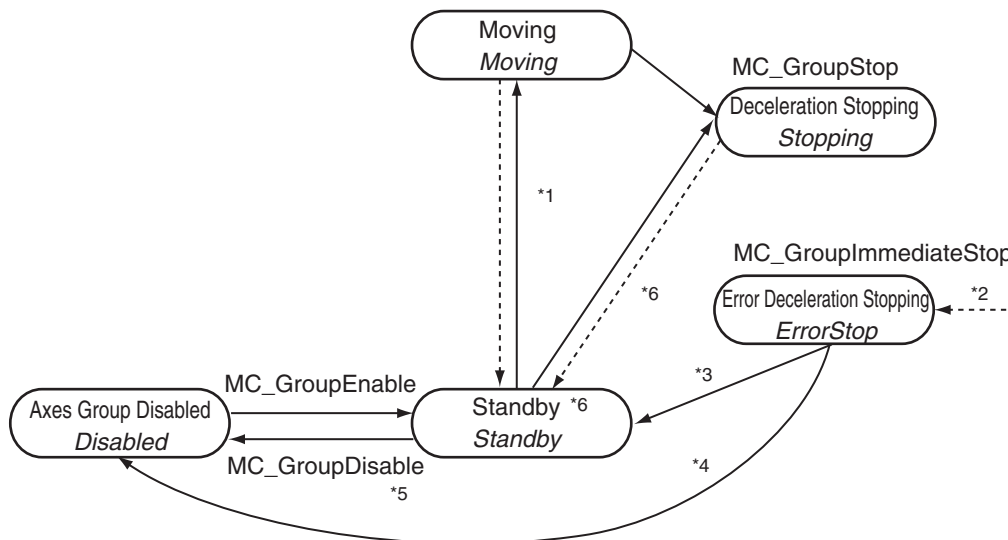 Moving
Moving
MC_GroupStop
Deceleration Stopping
Stopping
*1
MC_GroupImmediateStop
*6
*2
Error Deceleration Stopping
ErrorStop
*3
MC_GroupEnable
Axes Group Disabled
Disabled
Standby *6
Standby
MC_GroupDisable
*4
*5